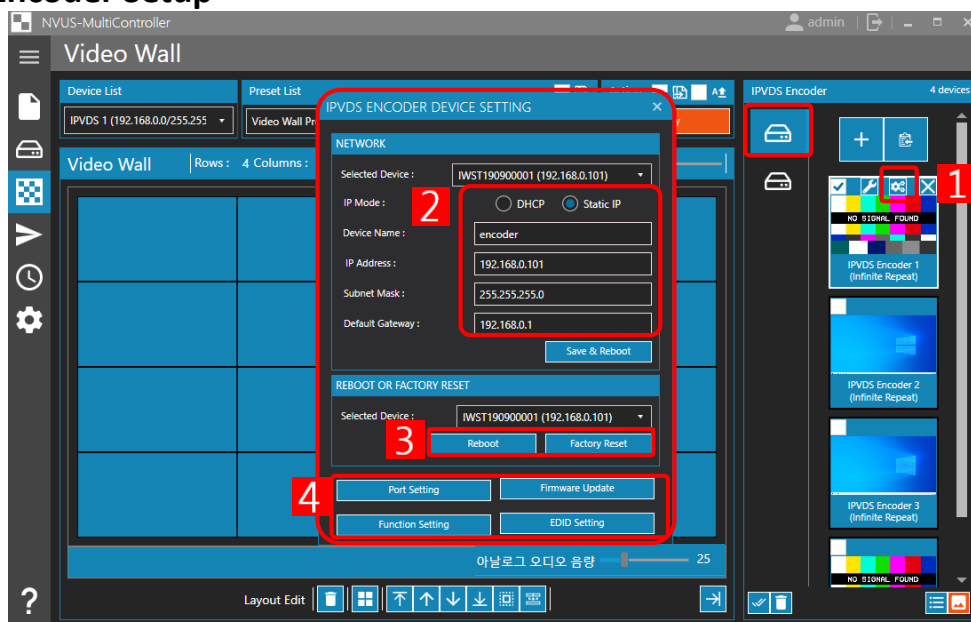 Encoder Setup
NVUS-MultiController
admin
Video Wall
Device List
Preset List
IPVDS Encoder
4 devices
IPVDS 1 (192.168.0.0/255.255
Video Wall Pr
Video Wall
Rows :
4 Columns :
IPVDS ENCODER DEVICE SETTING
NETWORK
Selected Device :
IWST190900001 (192.168.0.101)
2
IP Mode :
DHCP
Static IP
Device Name :
encoder
IP Address :
192.168.0.101
Subnet Mask :
255.255.255.0
Default Gateway :
192.168.0.1
Save & Reboot
REBOOT OR FACTORY RESET
Selected Device :
IWST190900001 (192.168.0.101)
3
Reboot
Factory Reset
4
Port Setting
Firmware Update
Function Setting
EDID Setting
아날로그 오디오 음량
25
Layout Edit
1
NO SIGNAL FOUND
IPVDS Encoder 1
(Infinite Repeat)
IPVDS Encoder 2
(Infinite Repeat)
IPVDS Encoder 3
(Infinite Repeat)
NO SIGNAL FOUND
?